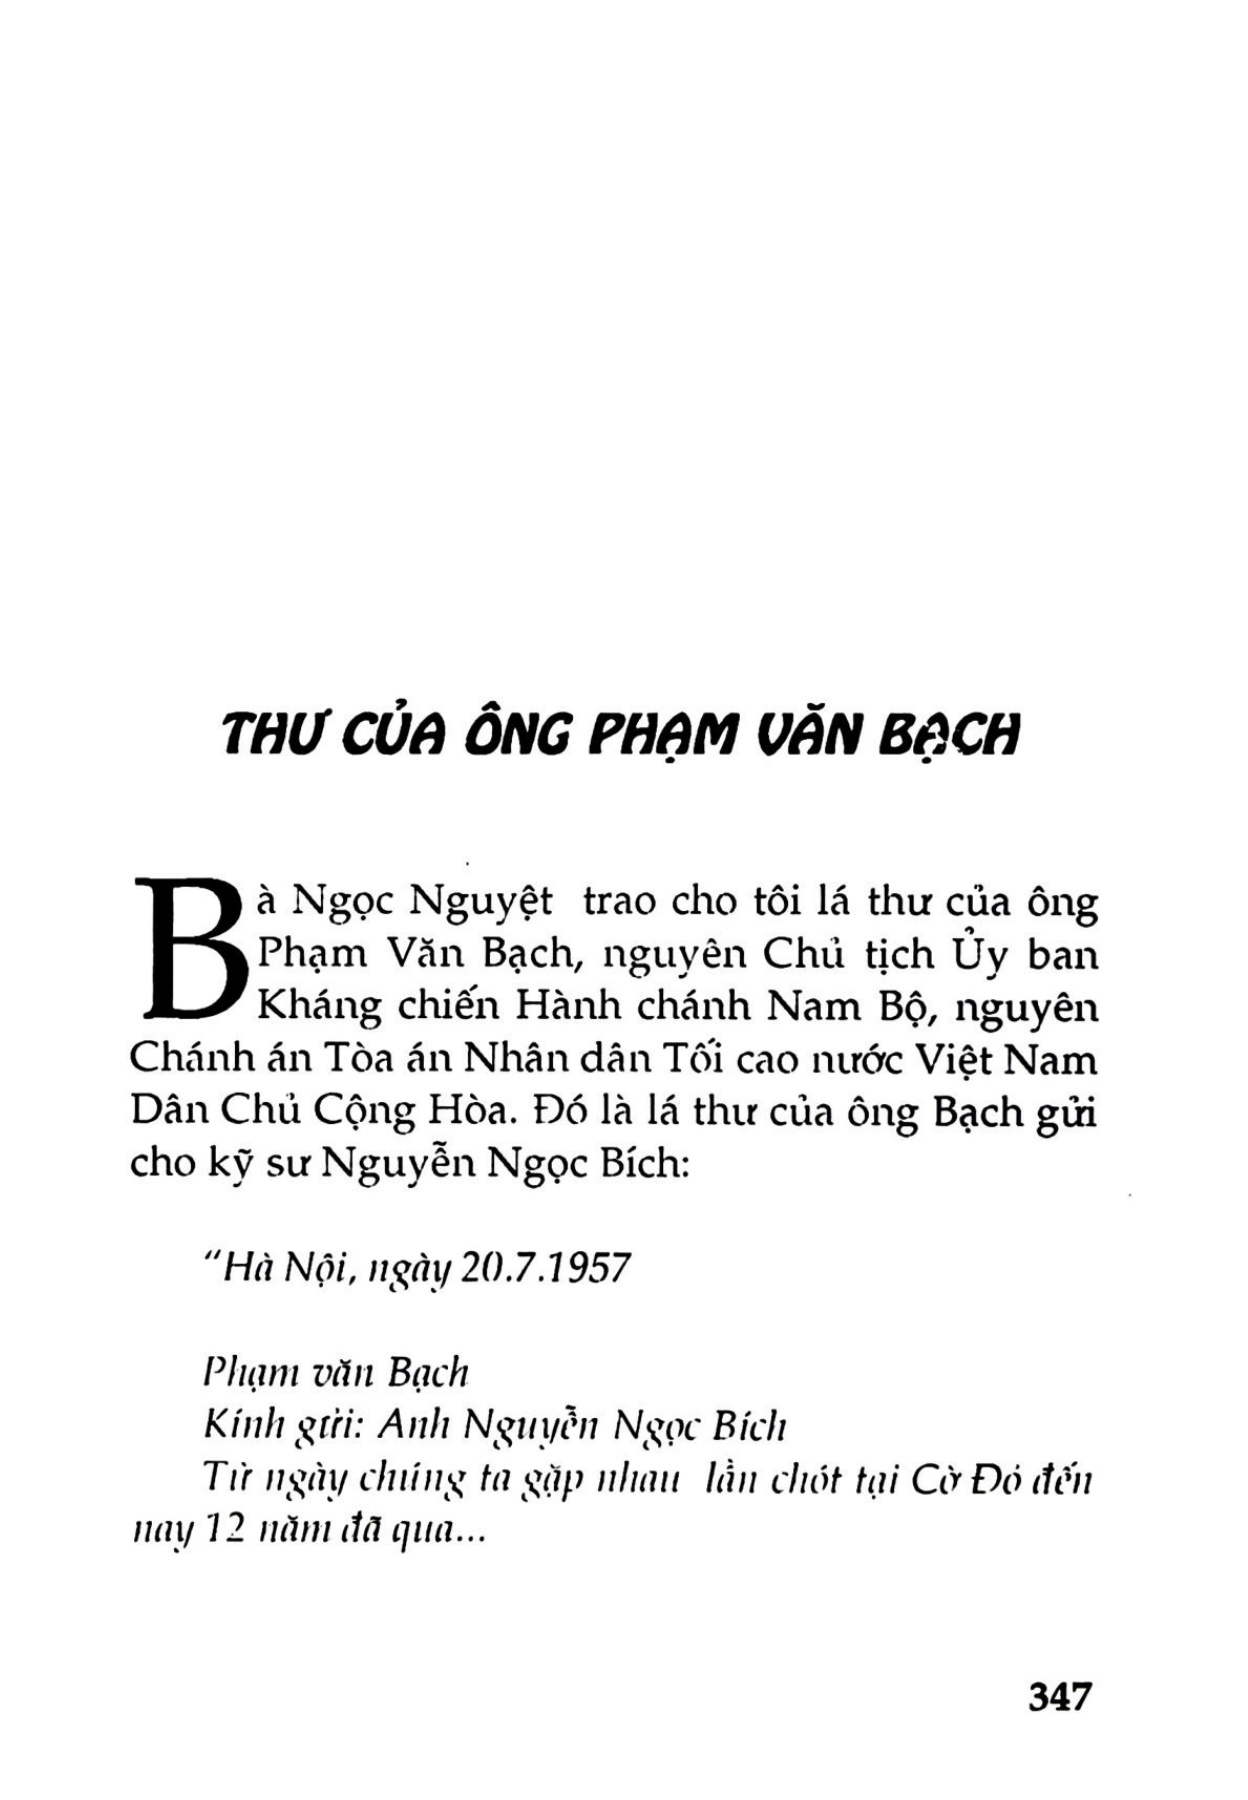 THƯ CỦA ÔNG PHẠM VĂN BẠCH
Bà Ngọc Nguyệt trao cho tôi lá thư của ông
Phạm Văn Bạch, nguyên Chủ tịch Ủy ban
Kháng chiến Hành chánh Nam Bộ, nguyên
Chánh án Tòa án Nhân dân Tối cao nước Việt Nam
Dân Chủ Cộng Hòa. Đó là lá thư của ông Bạch gửi
cho kỹ sư Nguyễn Ngọc Bích:
"Hà Nội, ngày 20.7.1957
Phạm văn Bạch
Kính gửi: Anh Nguyễn Ngọc Bích
Từ ngày chúng ta gặp nhau lần chót tại Cờ Đỏ đến
nay 12 năm đã qua...
347